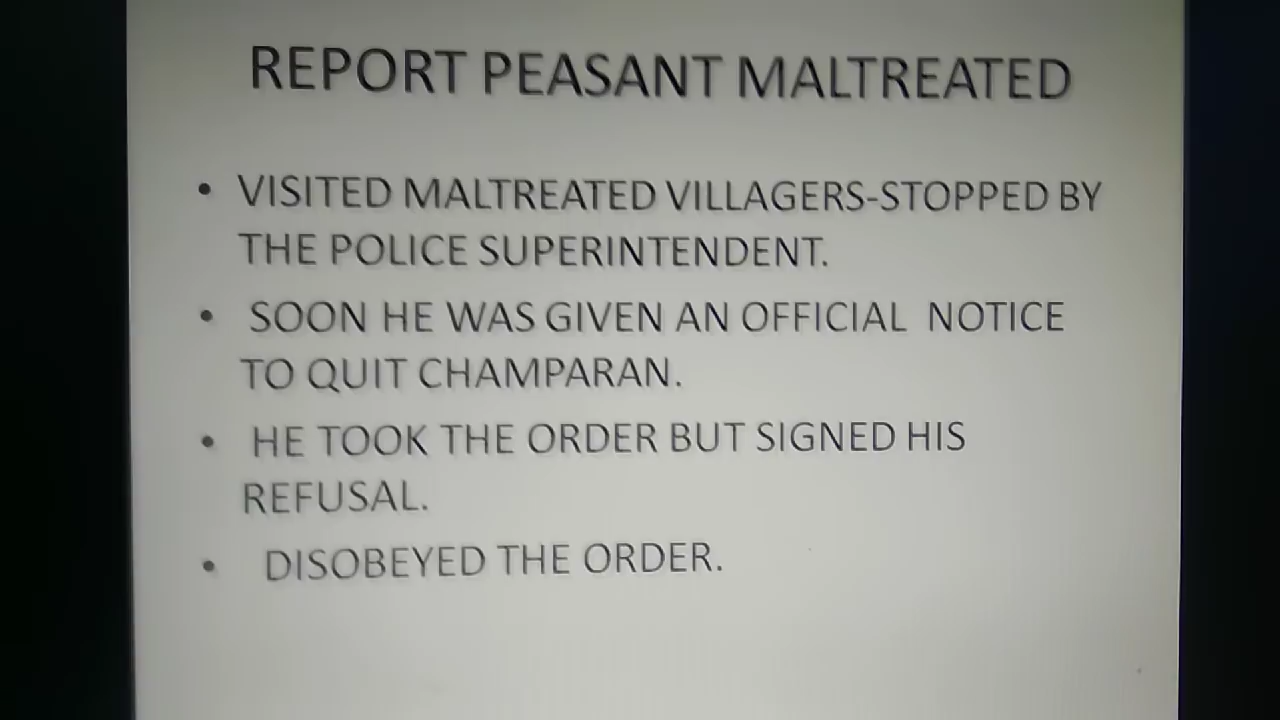 REPORT PEASANT MALTREATED
• VISITED MALTREATED VILLAGERS-STOPPED BY
THE POLICE SUPERINTENDENT.
• SOON HE WAS GIVEN AN OFFICIAL NOTICE
TO QUIT CHAMPARAN.
• HE TOOK THE ORDER BUT SIGNED HIS
REFUSAL.
• DISOBEYED THE ORDER.